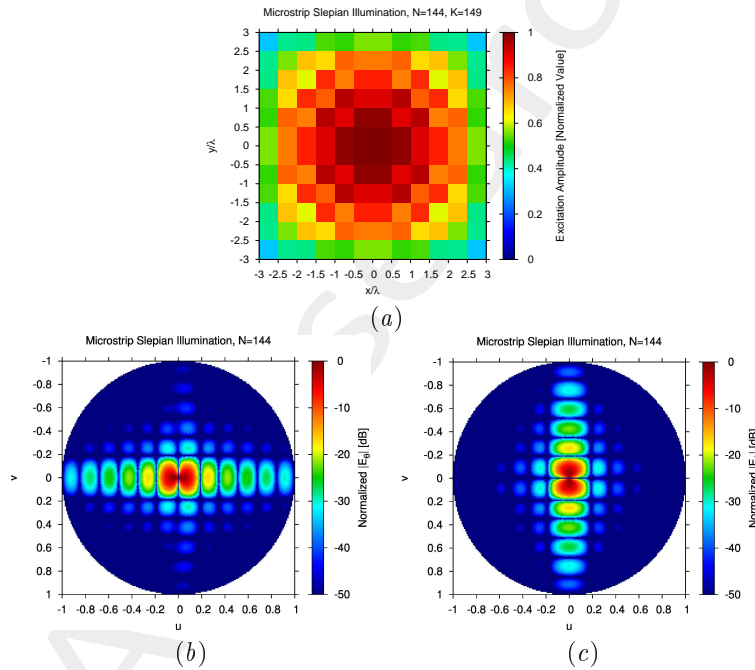 Microstrip Slepian Illumination, N=144, K=149
3
2.5
2
1.5
1
0.5
0
-0.5
-1
-1.5
-2
-2.5
-3
y/λ
-3 -2.5 -2 -1.5 -1 -0.5 0 0.5 1 1.5 2 2.5 3
x/λ
1
0.8
0.6
0.4
0.2
0
Excitation Amplitude [Normalized Value]
(a)
Microstrip Slepian Illumination, N=144
-1
-0.8
-0.6
-0.4
-0.2
0
0.2
0.4
0.6
0.8
1
v
-1 -0.8 -0.6 -0.4 -0.2 0 0.2 0.4 0.6 0.8 1
u
0
-10
-20
-30
-40
-50
Normalized |Eθ| [dB]
(b)
Microstrip Slepian Illumination, N=144
-1
-0.8
-0.6
-0.4
-0.2
0
0.2
0.4
0.6
0.8
1
v
-1 -0.8 -0.6 -0.4 -0.2 0 0.2 0.4 0.6 0.8 1
u
0
-10
-20
-30
-40
-50
[dB]
(c)